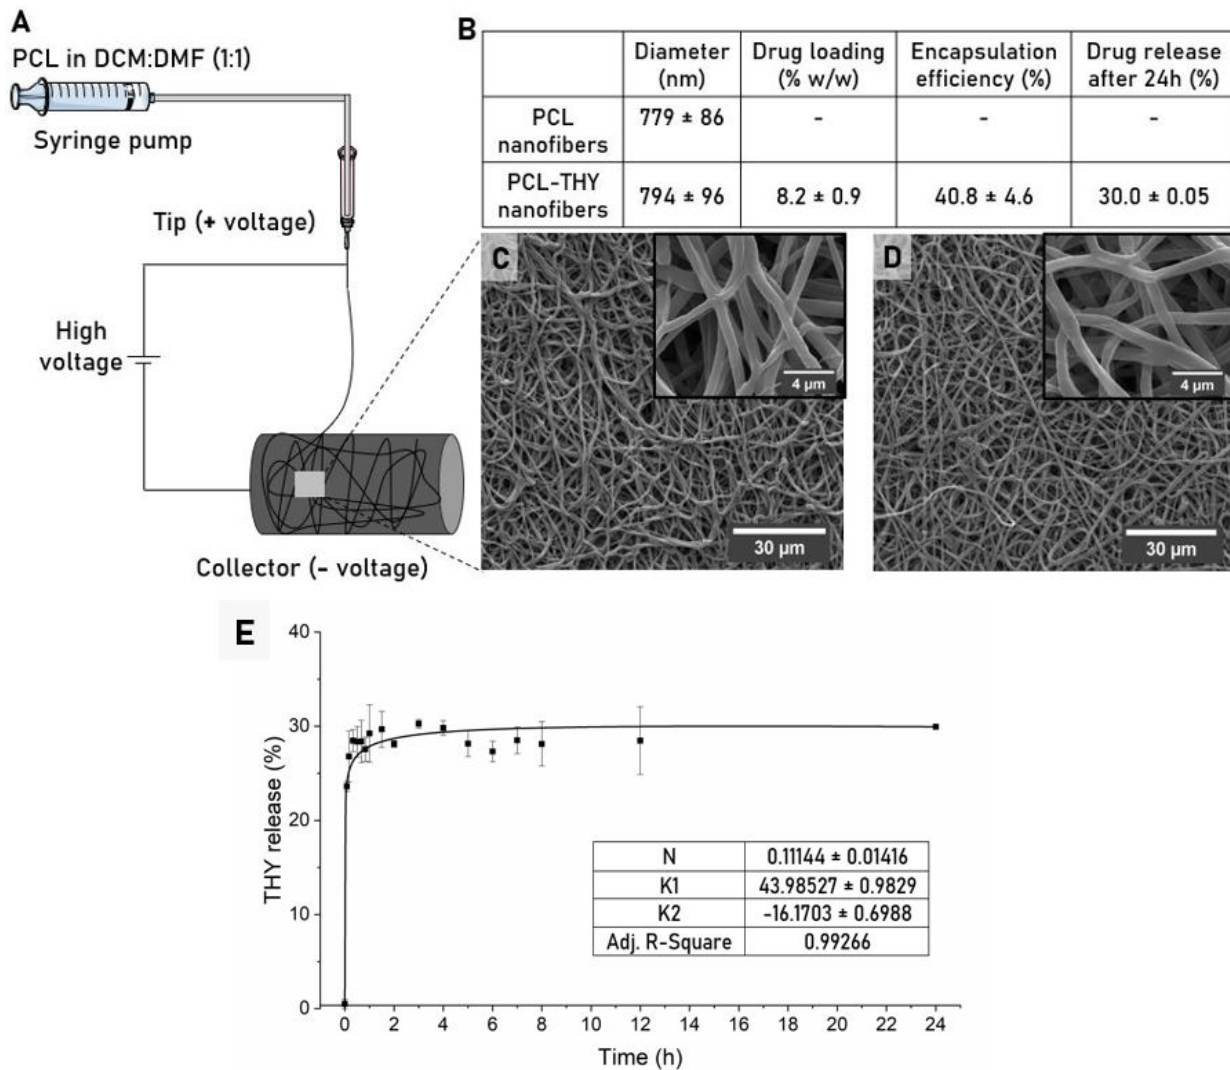 A
PCL in DCM:DMF (1:1)
Syringe pump
Tip (+ voltage)
High
voltage
Collector (- voltage)
B
Diameter
(nm)
Drug loading
(% w/w)
Encapsulation
efficiency (%)
Drug release
after 24h (%)
PCL
nanofibers
779 ± 86
-
-
-
PCL-THY
nanofibers
794 ± 96
8.2 ± 0.9
40.8 ± 4.6
30.0 ± 0.05
C
4 µm
30 µm
D
4 µm
30 µm
E
THY release (%)
40
30
20
10
0
N 0.11144 ± 0.01416
K1 43.98527 ± 0.9829
K2 -16.1703 ± 0.6988
Adj. R-Square 0.99266
0 2 4 6 8 10 12 14 16 18 20 22 24
Time (h)